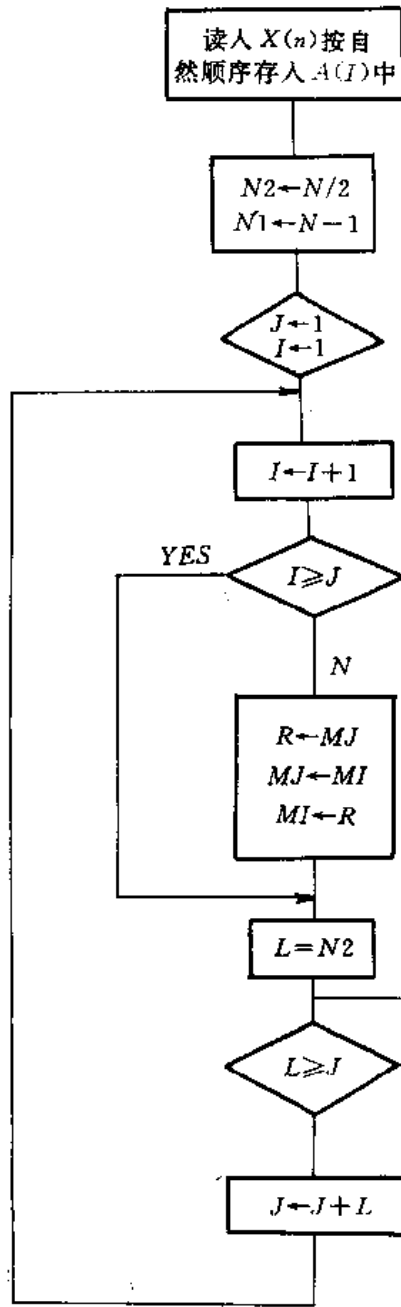 读入 X(n)按自
然顺序存入 A(I)中
N2←N/2
N1←N-1
J←1
I←1
I←I+1
YES
I≥J
N
R←MJ
MJ←MI
MI←R
L=N2
L≥J
J←J+L